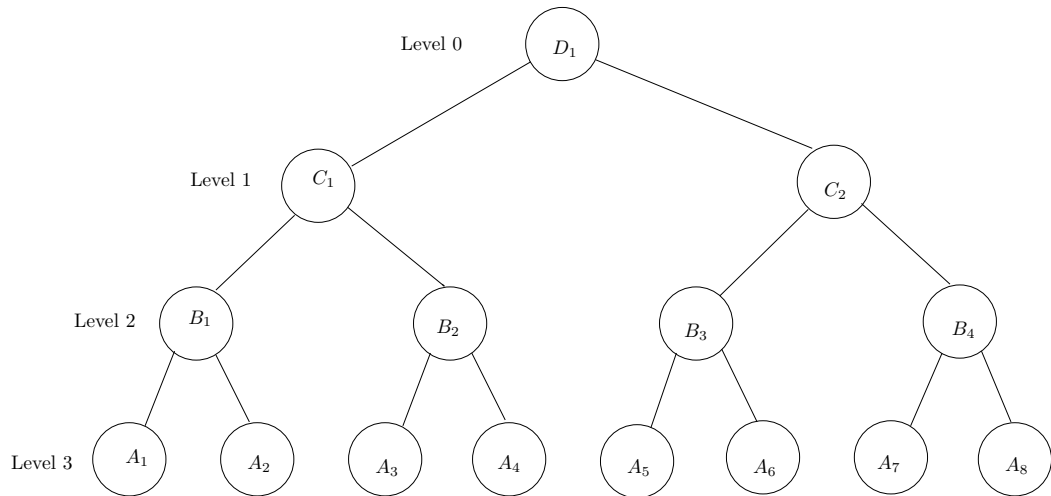 Level 0 D₁
Level 1 C₁ C₂
Level 2 B₁ B₂ B₃ B₄
Level 3 A₁ A₂ A₃ A₄ A₅ A₆ A₇ A₈